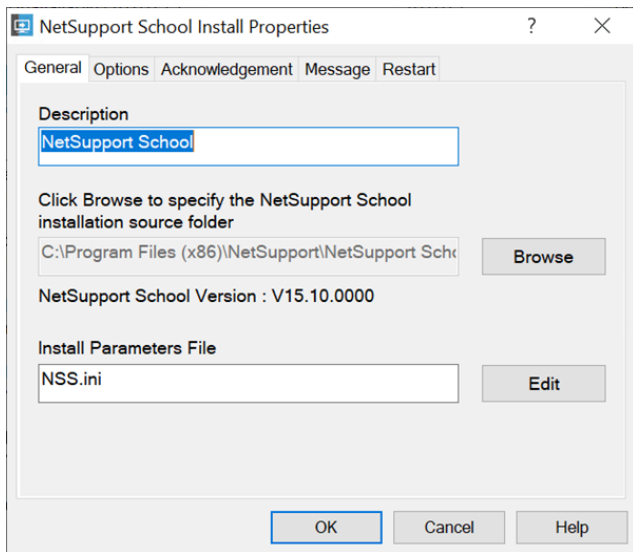 NetSupport School Install Properties
General Options Acknowledgement Message Restart
Description
NetSupport School
Click Browse to specify the NetSupport School
installation source folder
C:\Program Files (x86)\NetSupport\NetSupport Scho
Browse
NetSupport School Version : V15.10.0000
Install Parameters File
NSS.ini
Edit
OK Cancel Help